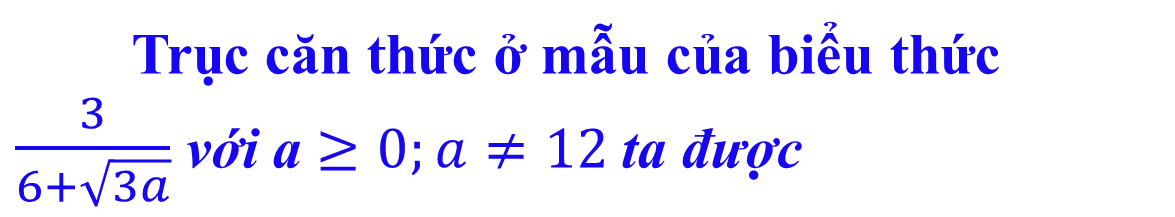 Trục căn thức ở mẫu của biểu thức
3/(6+√3a) với a ≥ 0; a ≠ 12 ta được